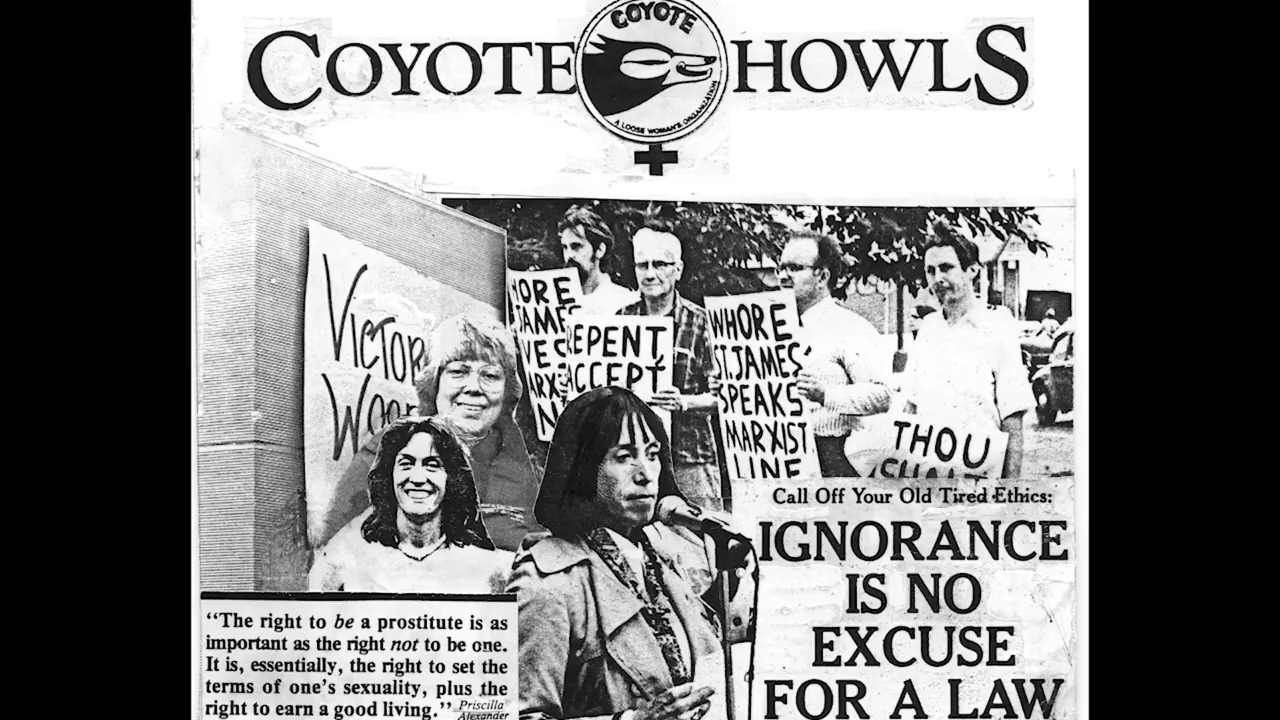 COYOTE HOWLS
COYOTE
A LOOSE WOMAN'S ORGANIZATION
VICTOR
WOO
REPENT,
ACCEPT
WHORE
ST. JAMES
SPEAKS
MARXIST
LINE
THOU
SHALT
Call Off Your Old Tired Ethics:
IGNORANCE
IS NO
EXCUSE
FOR A LAW
“The right to be a prostitute is as
important as the right not to be one.
It is, essentially, the right to set the
terms of one’s sexuality, plus the
right to earn a good living.” Priscilla
Alexander